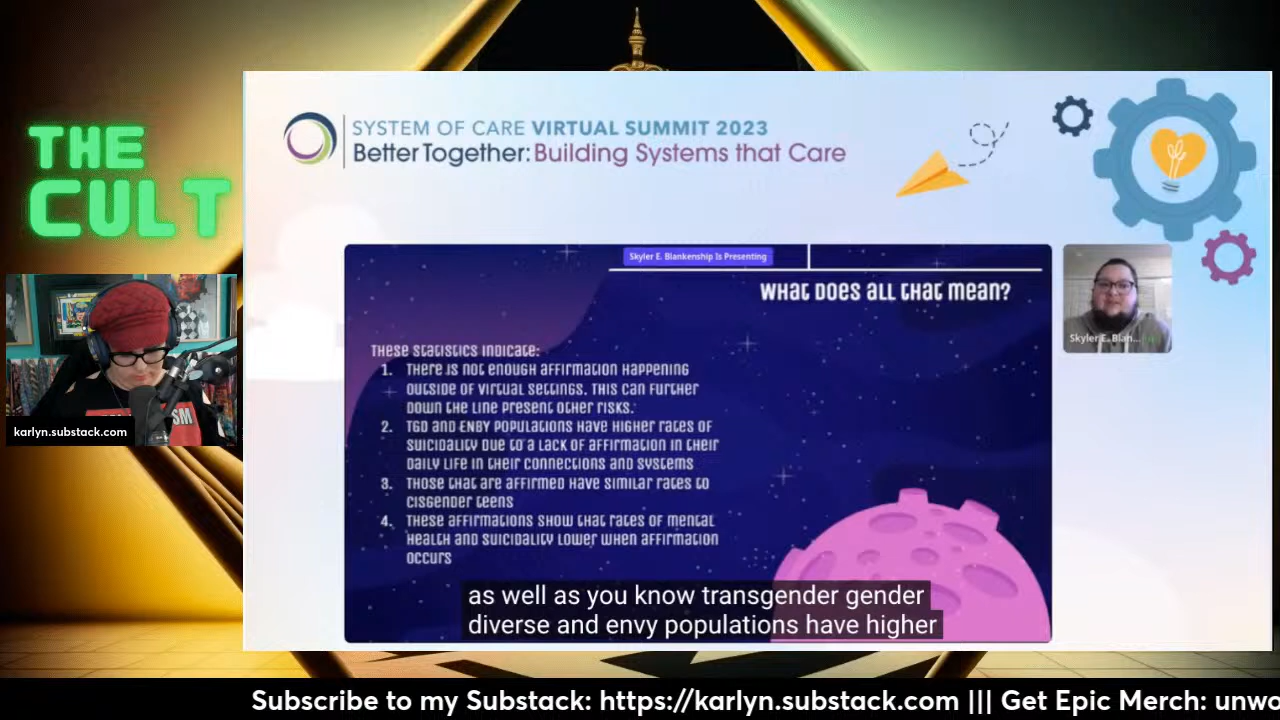 THE
CULT
SYSTEM OF CARE VIRTUAL SUMMIT 2023
Better Together: Building Systems that Care
Skyler E. Blankenship Is Presenting
WHAT DOES ALL THAT MEAN?
THESE STATISTICS INDICATE:
1. THERE IS NOT ENOUGH AFFIRMATION HAPPENING
OUTSIDE OF VIRTUAL SETTINGS. THIS CAN FURTHER
DOWN THE LINE PRESENT OTHER RISKS.
2. TGD AND ENBY POPULATIONS HAVE HIGHER RATES OF
SUICIDALITY DUE TO A LACK OF AFFIRMATION IN THEIR
DAILY LIFE IN THEIR CONNECTIONS AND SYSTEMS
3. THOSE THAT ARE AFFIRMED HAVE SIMILAR RATES TO
CISGENDER TEENS
4. THESE AFFIRMATIONS SHOW THAT RATES OF MENTAL
HEALTH AND SUICIDALITY LOWER WHEN AFFIRMATION
OCCURS
Skyler E. Blan...
SM
karlyn.substack.com
as well as you know transgender gender
diverse and envy populations have higher
Subscribe to my Substack: https://karlyn.substack.com ||| Get Epic Merch: unwo